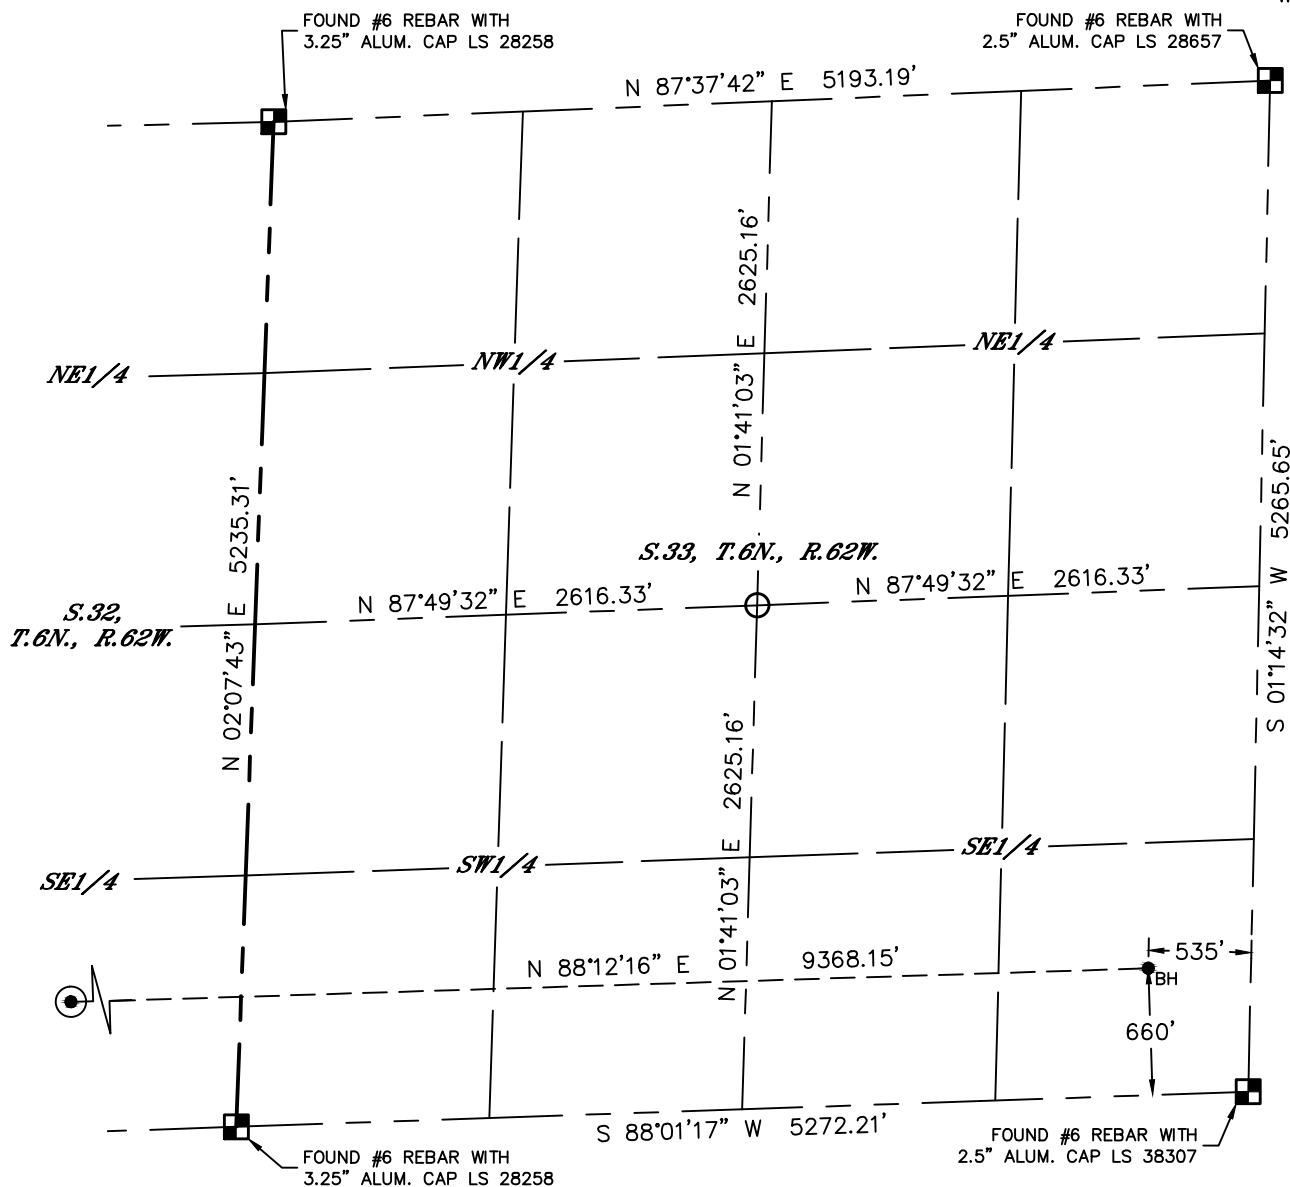 FOUND #6 REBAR WITH
3.25" ALUM. CAP LS 28258
FOUND #6 REBAR WITH
2.5" ALUM. CAP LS 28657
N 87°37'42" E 5193.19'
N 01°41'03" E 2625.16'
NE1/4
NW1/4
NE1/4
N 02°07'43" E 5235.31'
S 01°14'32" W 5265.65'
S.33, T.6N., R.62W.
N 87°49'32" E 2616.33'
N 87°49'32" E 2616.33'
S.32,
T.6N., R.62W.
N 01°41'03" E 2625.16'
SE1/4
SW1/4
SE1/4
N 88°12'16" E 9368.15'
535'
BH
660'
S 88°01'17" W 5272.21'
FOUND #6 REBAR WITH
3.25" ALUM. CAP LS 28258
FOUND #6 REBAR WITH
2.5" ALUM. CAP LS 38307